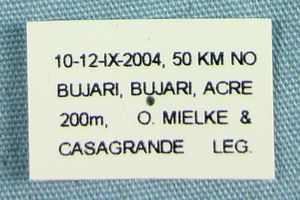 10-12-IX-2004, 50 KM NO
BUJARI, BUJARI, ACRE
200m, O. MIELKE &
CASAGRANDE LEG.